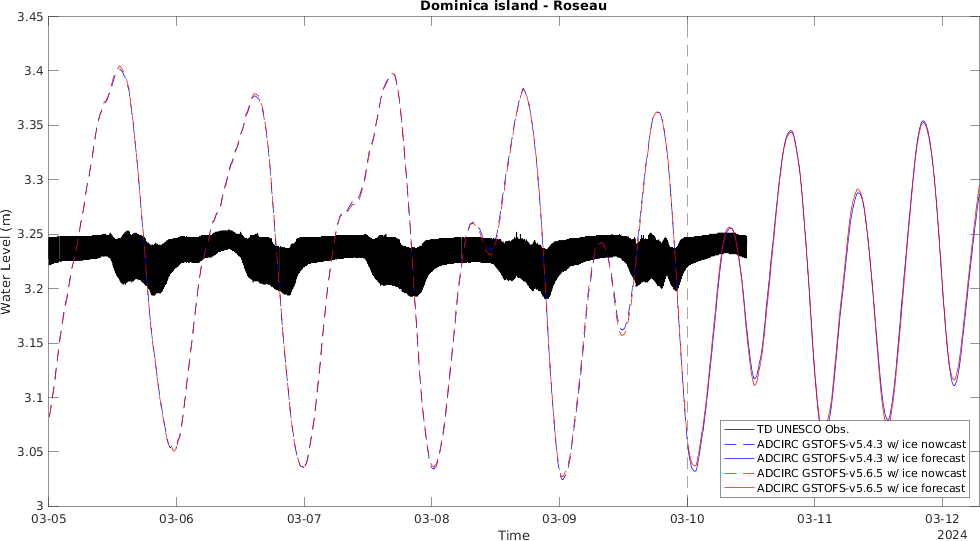 Dominica island - Roseau
3.45
3.4
3.35
3.3
3.25
3.2
3.15
3.1
3.05
3
Water Level (m)
TD UNESCO Obs.
ADCIRC GSTOFS-v5.4.3 w/ ice nowcast
ADCIRC GSTOFS-v5.4.3 w/ ice forecast
ADCIRC GSTOFS-v5.6.5 w/ ice nowcast
ADCIRC GSTOFS-v5.6.5 w/ ice forecast
03-05 03-06 03-07 03-08 03-09 03-10 03-11 03-12
Time
2024